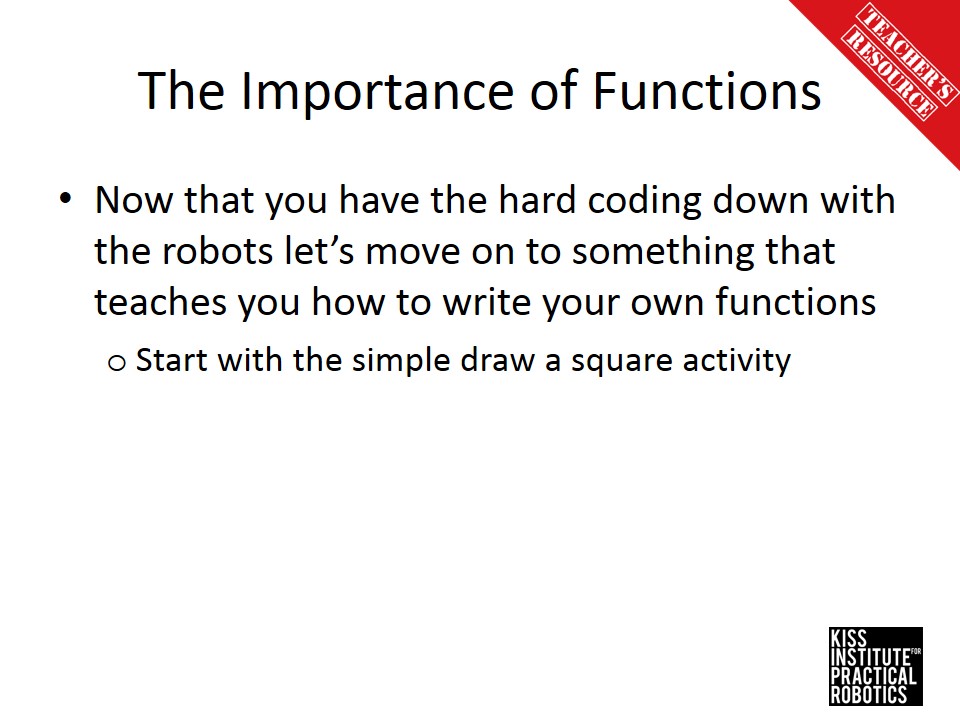 TEACHER'S
RESOURCE
The Importance of Functions
• Now that you have the hard coding down with
the robots let’s move on to something that
teaches you how to write your own functions
o Start with the simple draw a square activity
KISS
INSTITUTE FOR
PRACTICAL
ROBOTICS